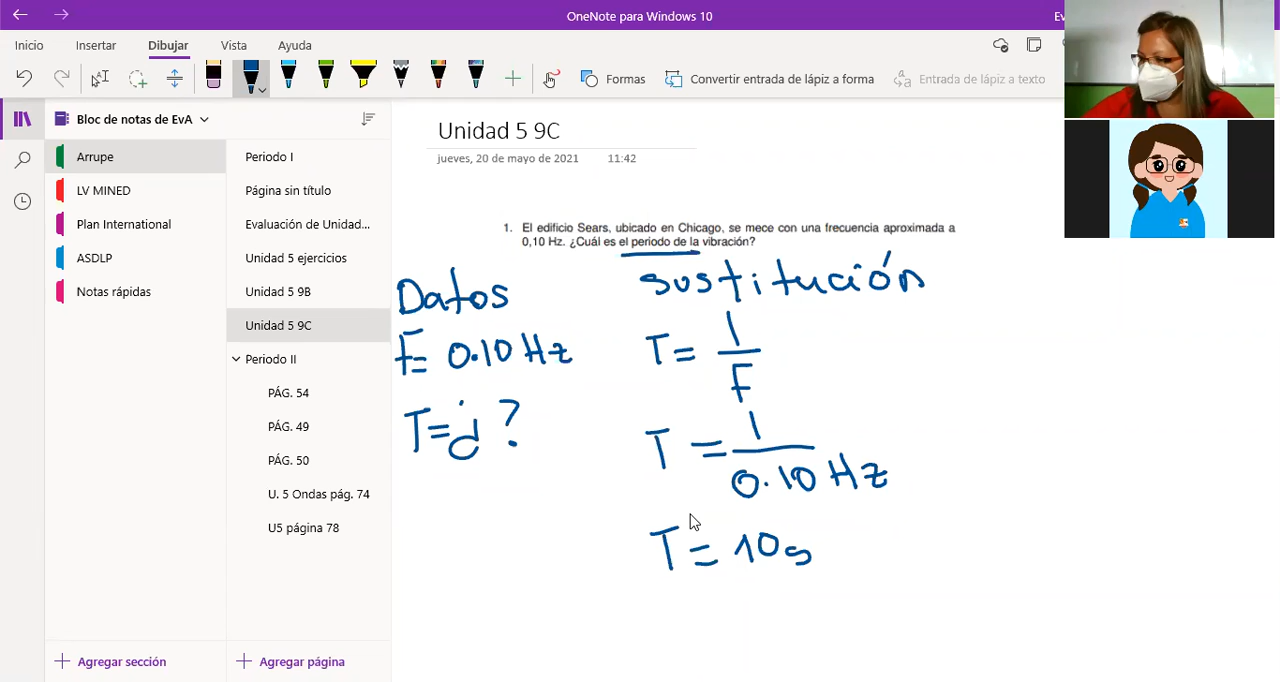 OneNote para Windows 10
Ev
Inicio
Insertar
Dibujar
Vista
Ayuda
Formas
Convertir entrada de lápiz a forma
Entrada de lápiz a texto
Bloc de notas de EvA
Arrupe
LV MINED
Plan International
ASDLP
Notas rápidas
Agregar sección
Periodo I
Página sin título
Evaluación de Unidad...
Unidad 5 ejercicios
Unidad 5 9B
Unidad 5 9C
Periodo II
PÁG. 54
PÁG. 49
PÁG. 50
U. 5 Ondas pág. 74
U5 página 78
Agregar página
Unidad 5 9C
jueves, 20 de mayo de 2021 11:42
1. El edificio Sears, ubicado en Chicago, se mece con una frecuencia aproximada a
0,10 Hz. ¿Cuál es el periodo de la vibración?
Datos
F= 0.10 Hz
T=¿?
sustitución
T= 1/F
T= 1/0.10 Hz
T= 10s